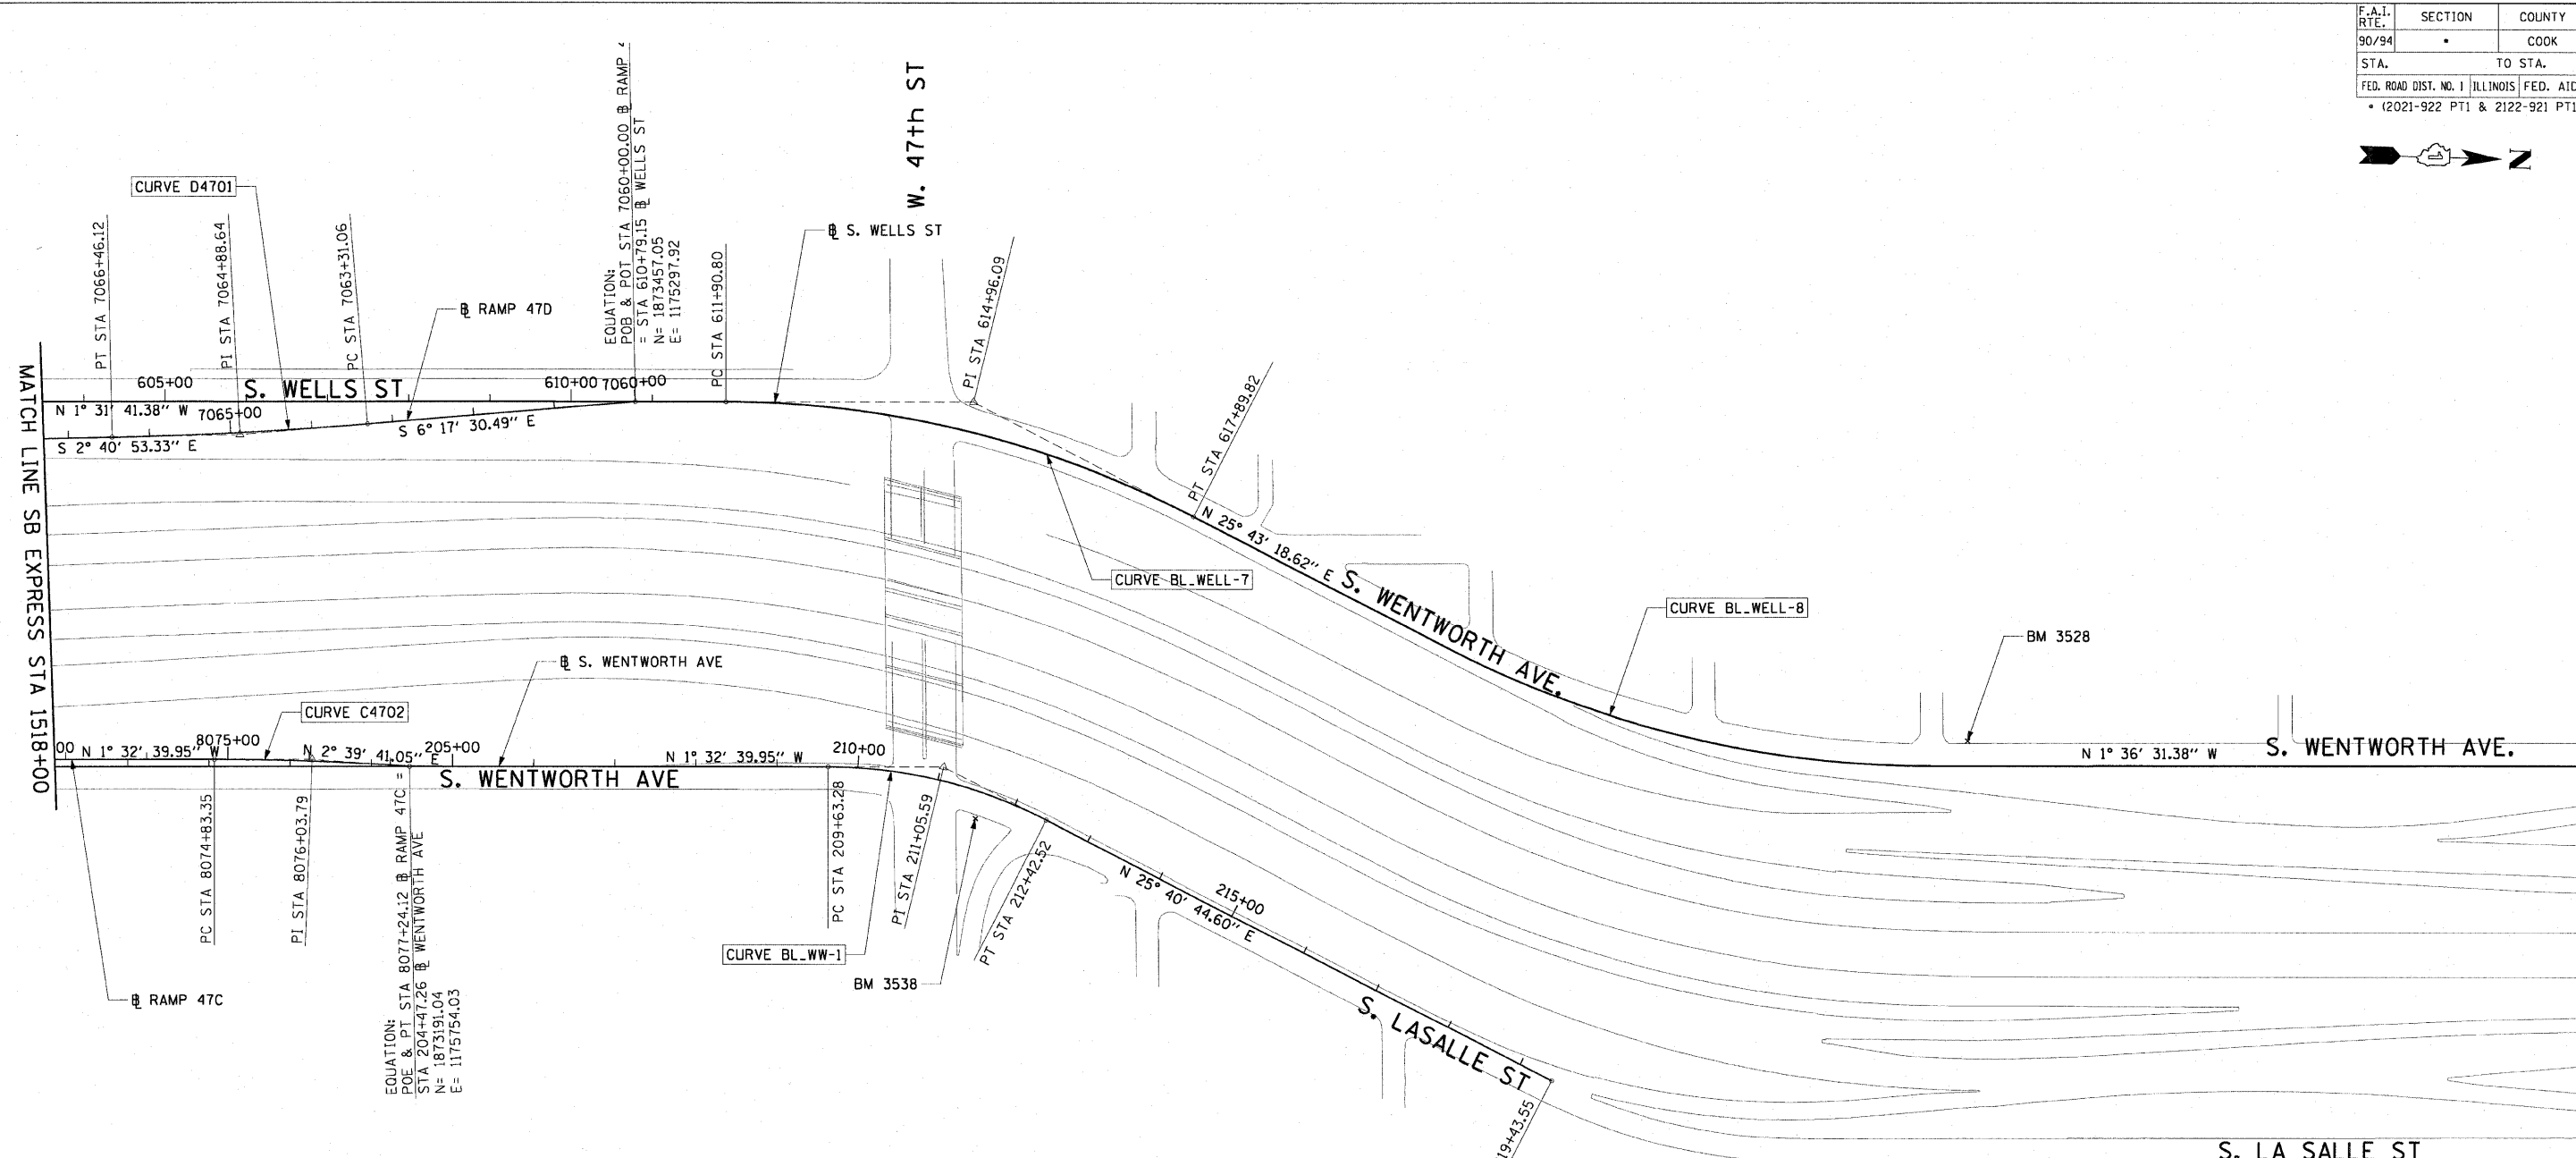 F.A.I. RTE. SECTION COUNTY
90/94 • COOK
STA. TO STA.
FED. ROAD DIST. NO. 1 ILLINOIS FED. AID
• (2021-922 PT1 & 2122-921 PT1
N
W. 47th ST
CURVE D4701
PT STA 7066+46.12
PI STA 7064+88.64
PC STA 7063+31.06
℄ RAMP 47D
EQUATION:
POB & POT STA 7060+00.00 ℄ RAMP
= STA 610+79.15 ℄ WELLS ST
N= 1873457.05
E= 1175297.92
PC STA 611+90.80
℄ S. WELLS ST
PI STA 614+96.09
PT STA 617+89.82
MATCH LINE SB EXPRESS STA 1518+00
605+00
S. WELLS ST
610+00
7060+00
N 1° 31' 41.38" W
7065+00
S 6° 17' 30.49" E
S 2° 40' 53.33" E
N 25° 43' 18.62" E
S. WENTWORTH AVE.
CURVE BL_WELL-7
CURVE BL_WELL-8
BM 3528
℄ S. WENTWORTH AVE
CURVE C4702
00
N 1° 32' 39.95" W
8075+00
N 2° 39' 41.05" E
205+00
N 1° 32' 39.95" W
210+00
S. WENTWORTH AVE
N 1° 36' 31.38" W
S. WENTWORTH AVE.
PC STA 8074+83.35
PI STA 8076+03.79
EQUATION:
POE & PT STA 8077+24.12 ℄ RAMP 47C =
STA 204+47.26 ℄ WENTWORTH AVE
N= 1873191.04
E= 1175754.03
PC STA 209+63.28
PI STA 211+05.59
PT STA 212+42.52
CURVE BL_WW-1
BM 3538
℄ RAMP 47C
N 25° 40' 44.60" E
215+00
S. LASALLE ST
19+43.55
S. LA SALLE ST